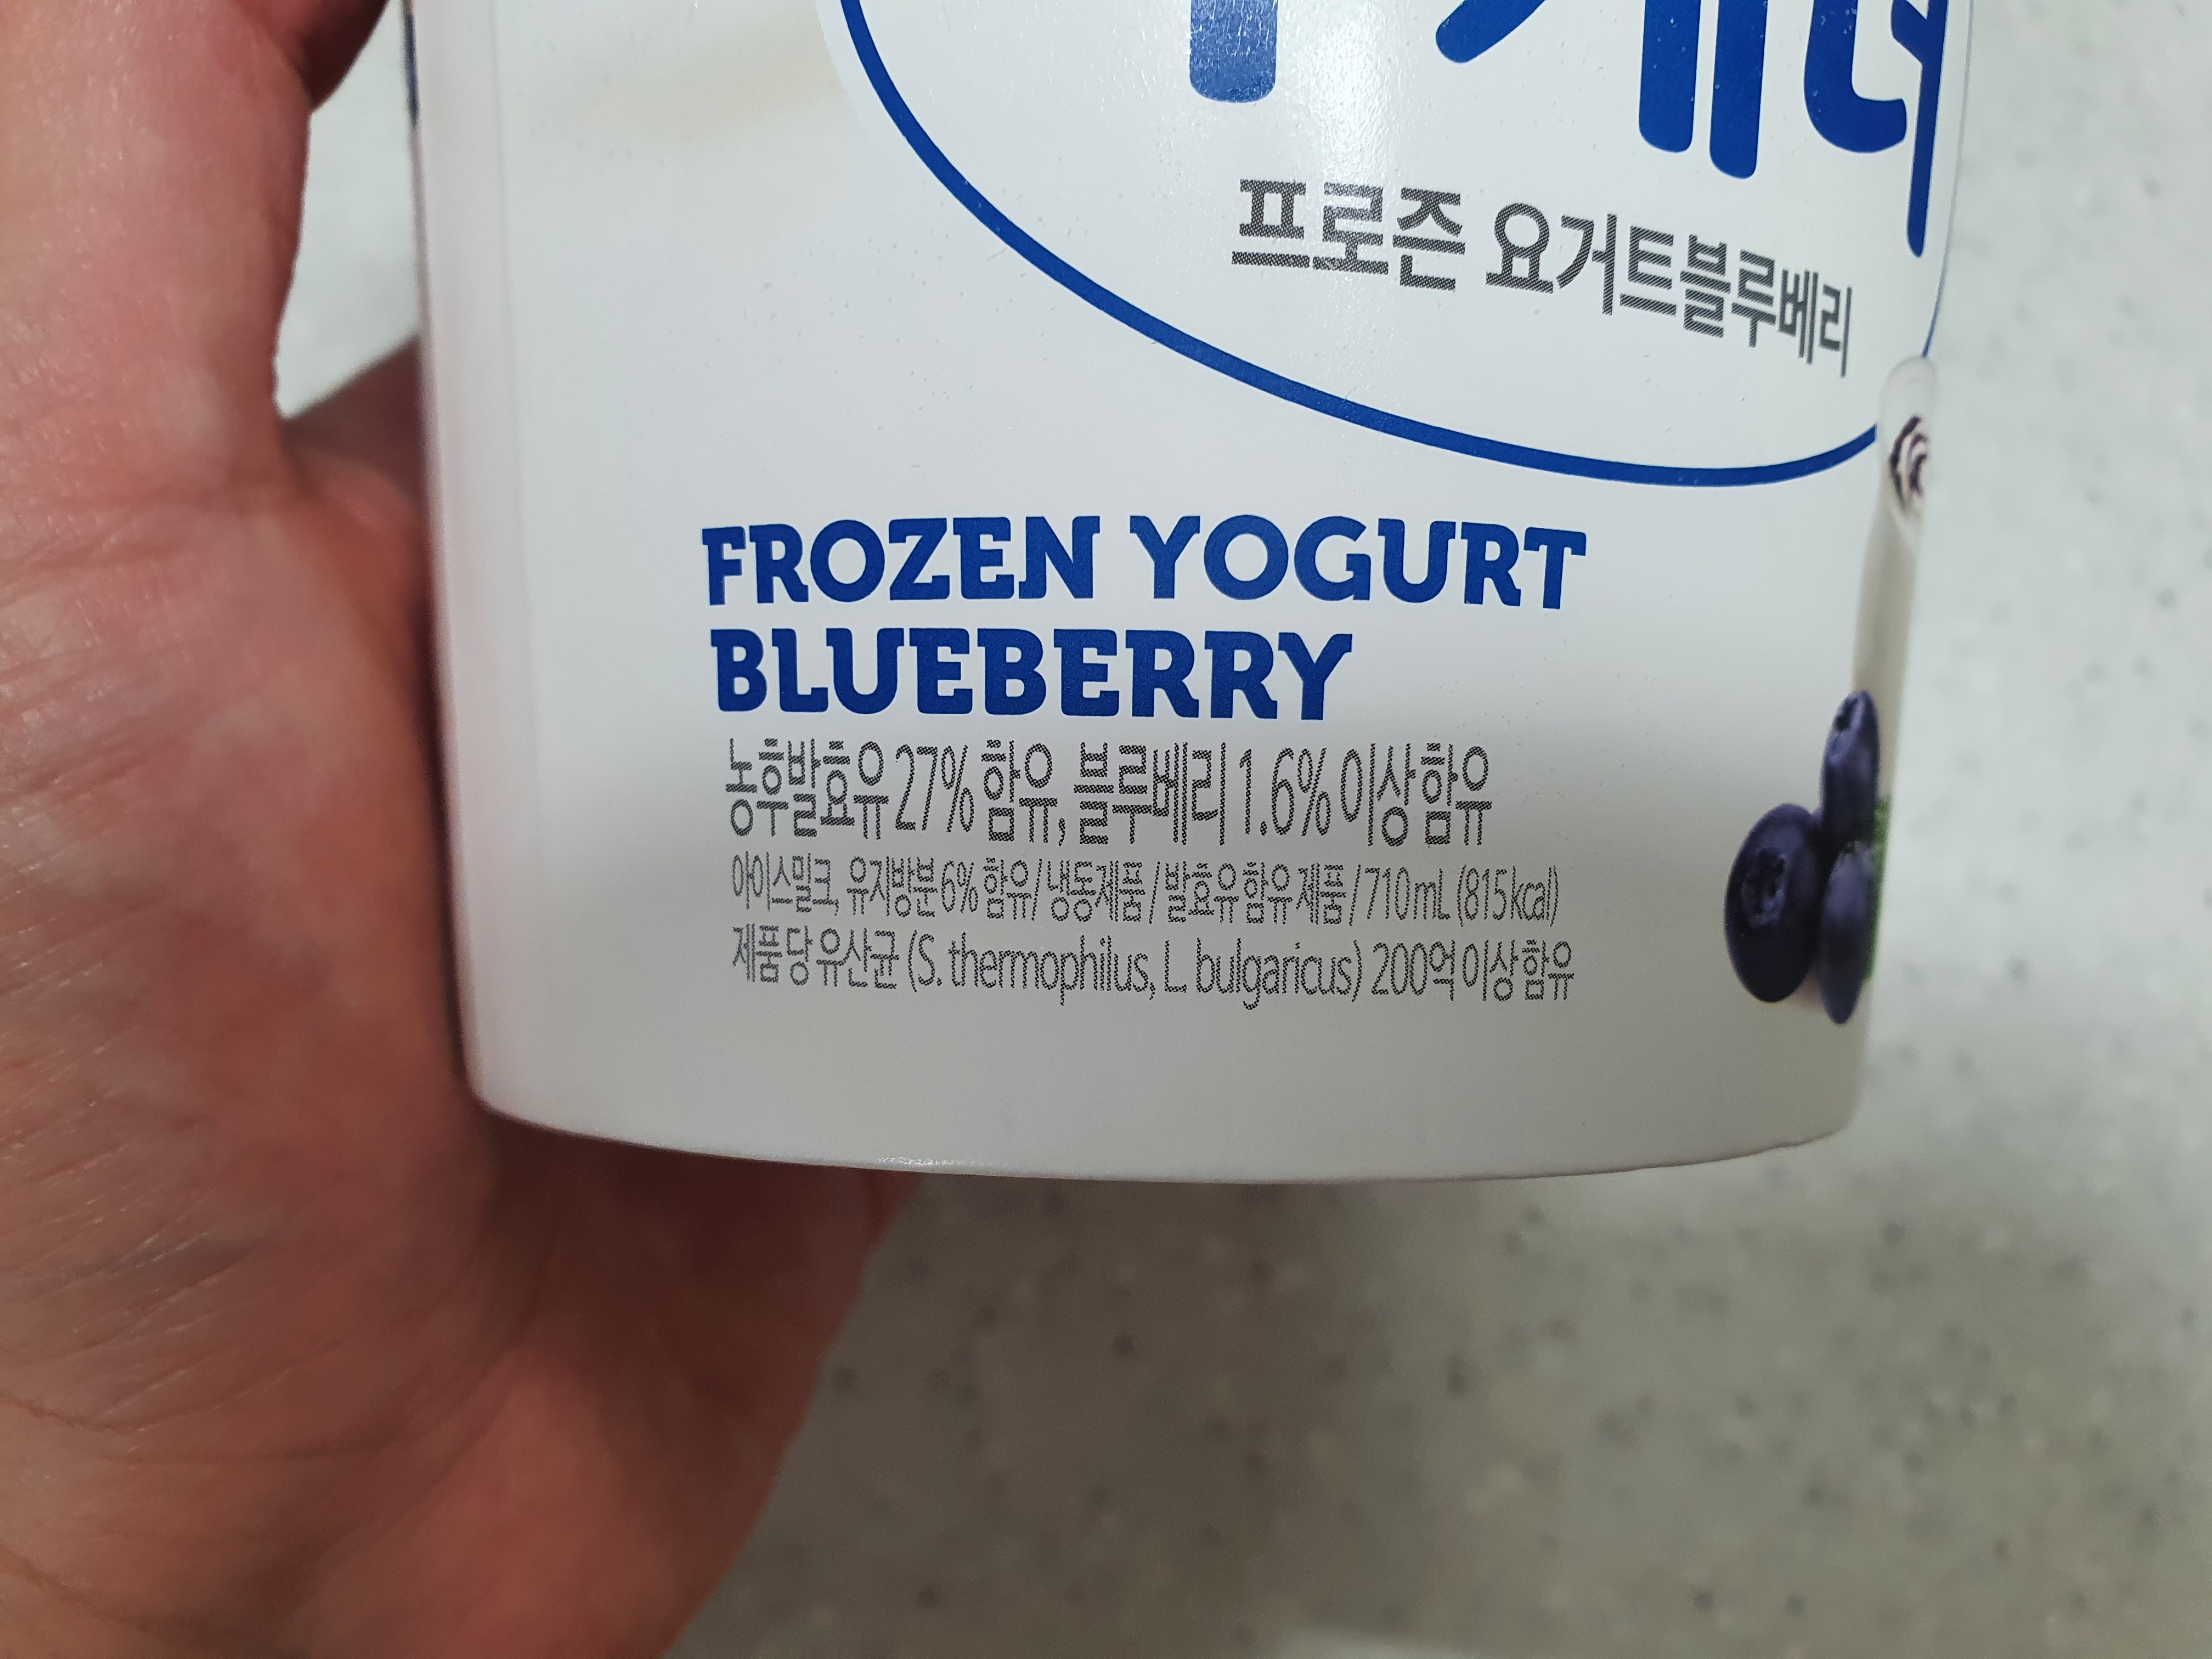 프로즌 요거트블루베리
FROZEN YOGURT
BLUEBERRY
농후발효유 27% 함유, 블루베리 1.6% 이상 함유
아이스밀크, 유지방분 6% 함유 / 냉동제품 / 발효유함유제품 / 710mL (815kcal)
제품당 유산균 (S. thermophilus, L. bulgaricus) 200억 이상 함유